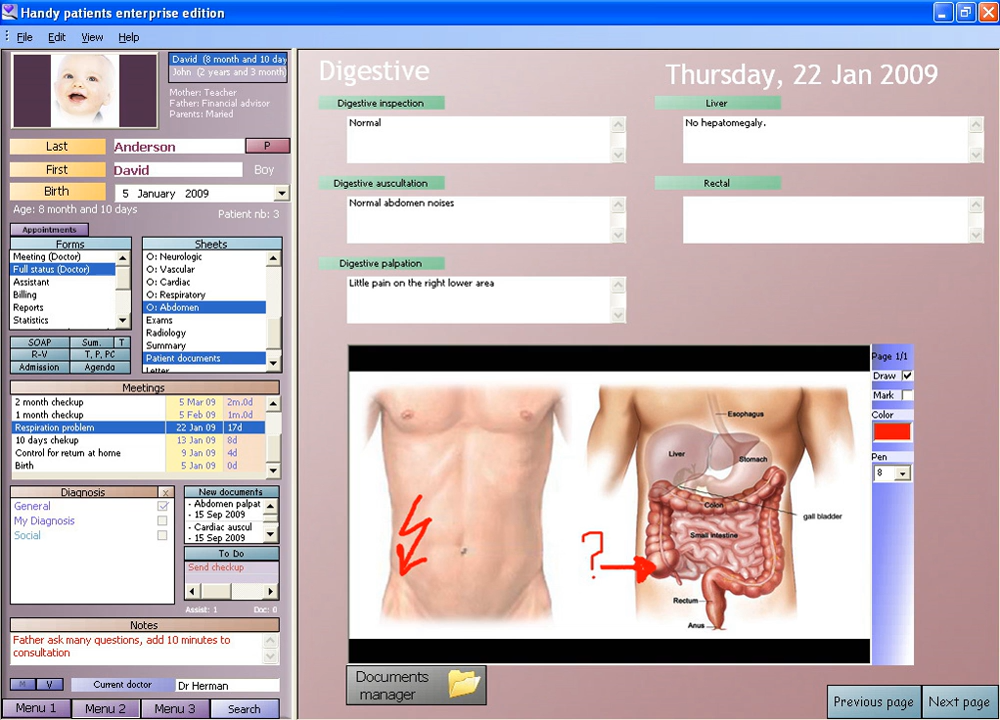 Handy patients enterprise edition
File Edit View Help
David (8 month and 10 day
John (2 years and 3 month)
Mother: Teacher
Father: Financial advisor
Parents: Maried
Last Anderson P
First David Boy
Birth 5 January 2009
Age: 8 month and 10 days
Patient nb: 3
Appointments
Forms
Meeting (Doctor)
Full status (Doctor)
Assistant
Billing
Reports
Statistics
Sheets
O: Neurologic
O: Vascular
O: Cardiac
O: Respiratory
O: Abdomen
Exams
Radiology
Summary
Patient documents
Letter
SOAP Sum. T
R-V T, P, PC
Admission Agenda
Meetings
2 month checkup 5 Mar 09 2m.0d
1 month checkup 5 Feb 09 1m.0d
Respiration problem 22 Jan 09 17d
10 days chekup 13 Jan 09 8d
Control for return at home 9 Jan 09 4d
Birth 5 Jan 09 0d
Diagnosis x
General
My Diagnosis
Social
New documents
- Abdomen palpat
- 15 Sep 2009
- Cardiac auscul
- 15 Sep 2009
To Do
Send checkup
Assist: 1 Doc: 0
Notes
Father ask many questions, add 10 minutes to
consultation
M V Current doctor Dr Herman
Menu 1 Menu 2 Menu 3 Search
Digestive
Thursday, 22 Jan 2009
Digestive inspection
Normal
Liver
No hepatomegaly.
Digestive auscultation
Normal abdomen noises
Rectal
Digestive palpation
Little pain on the right lower area
Esophagus
Liver
Stomach
Colon
gall bladder
Small intestine
?
Rectum
Anus
Page 1/1
Draw
Mark
Color
Pen
8
Documents
manager
Previous page Next page